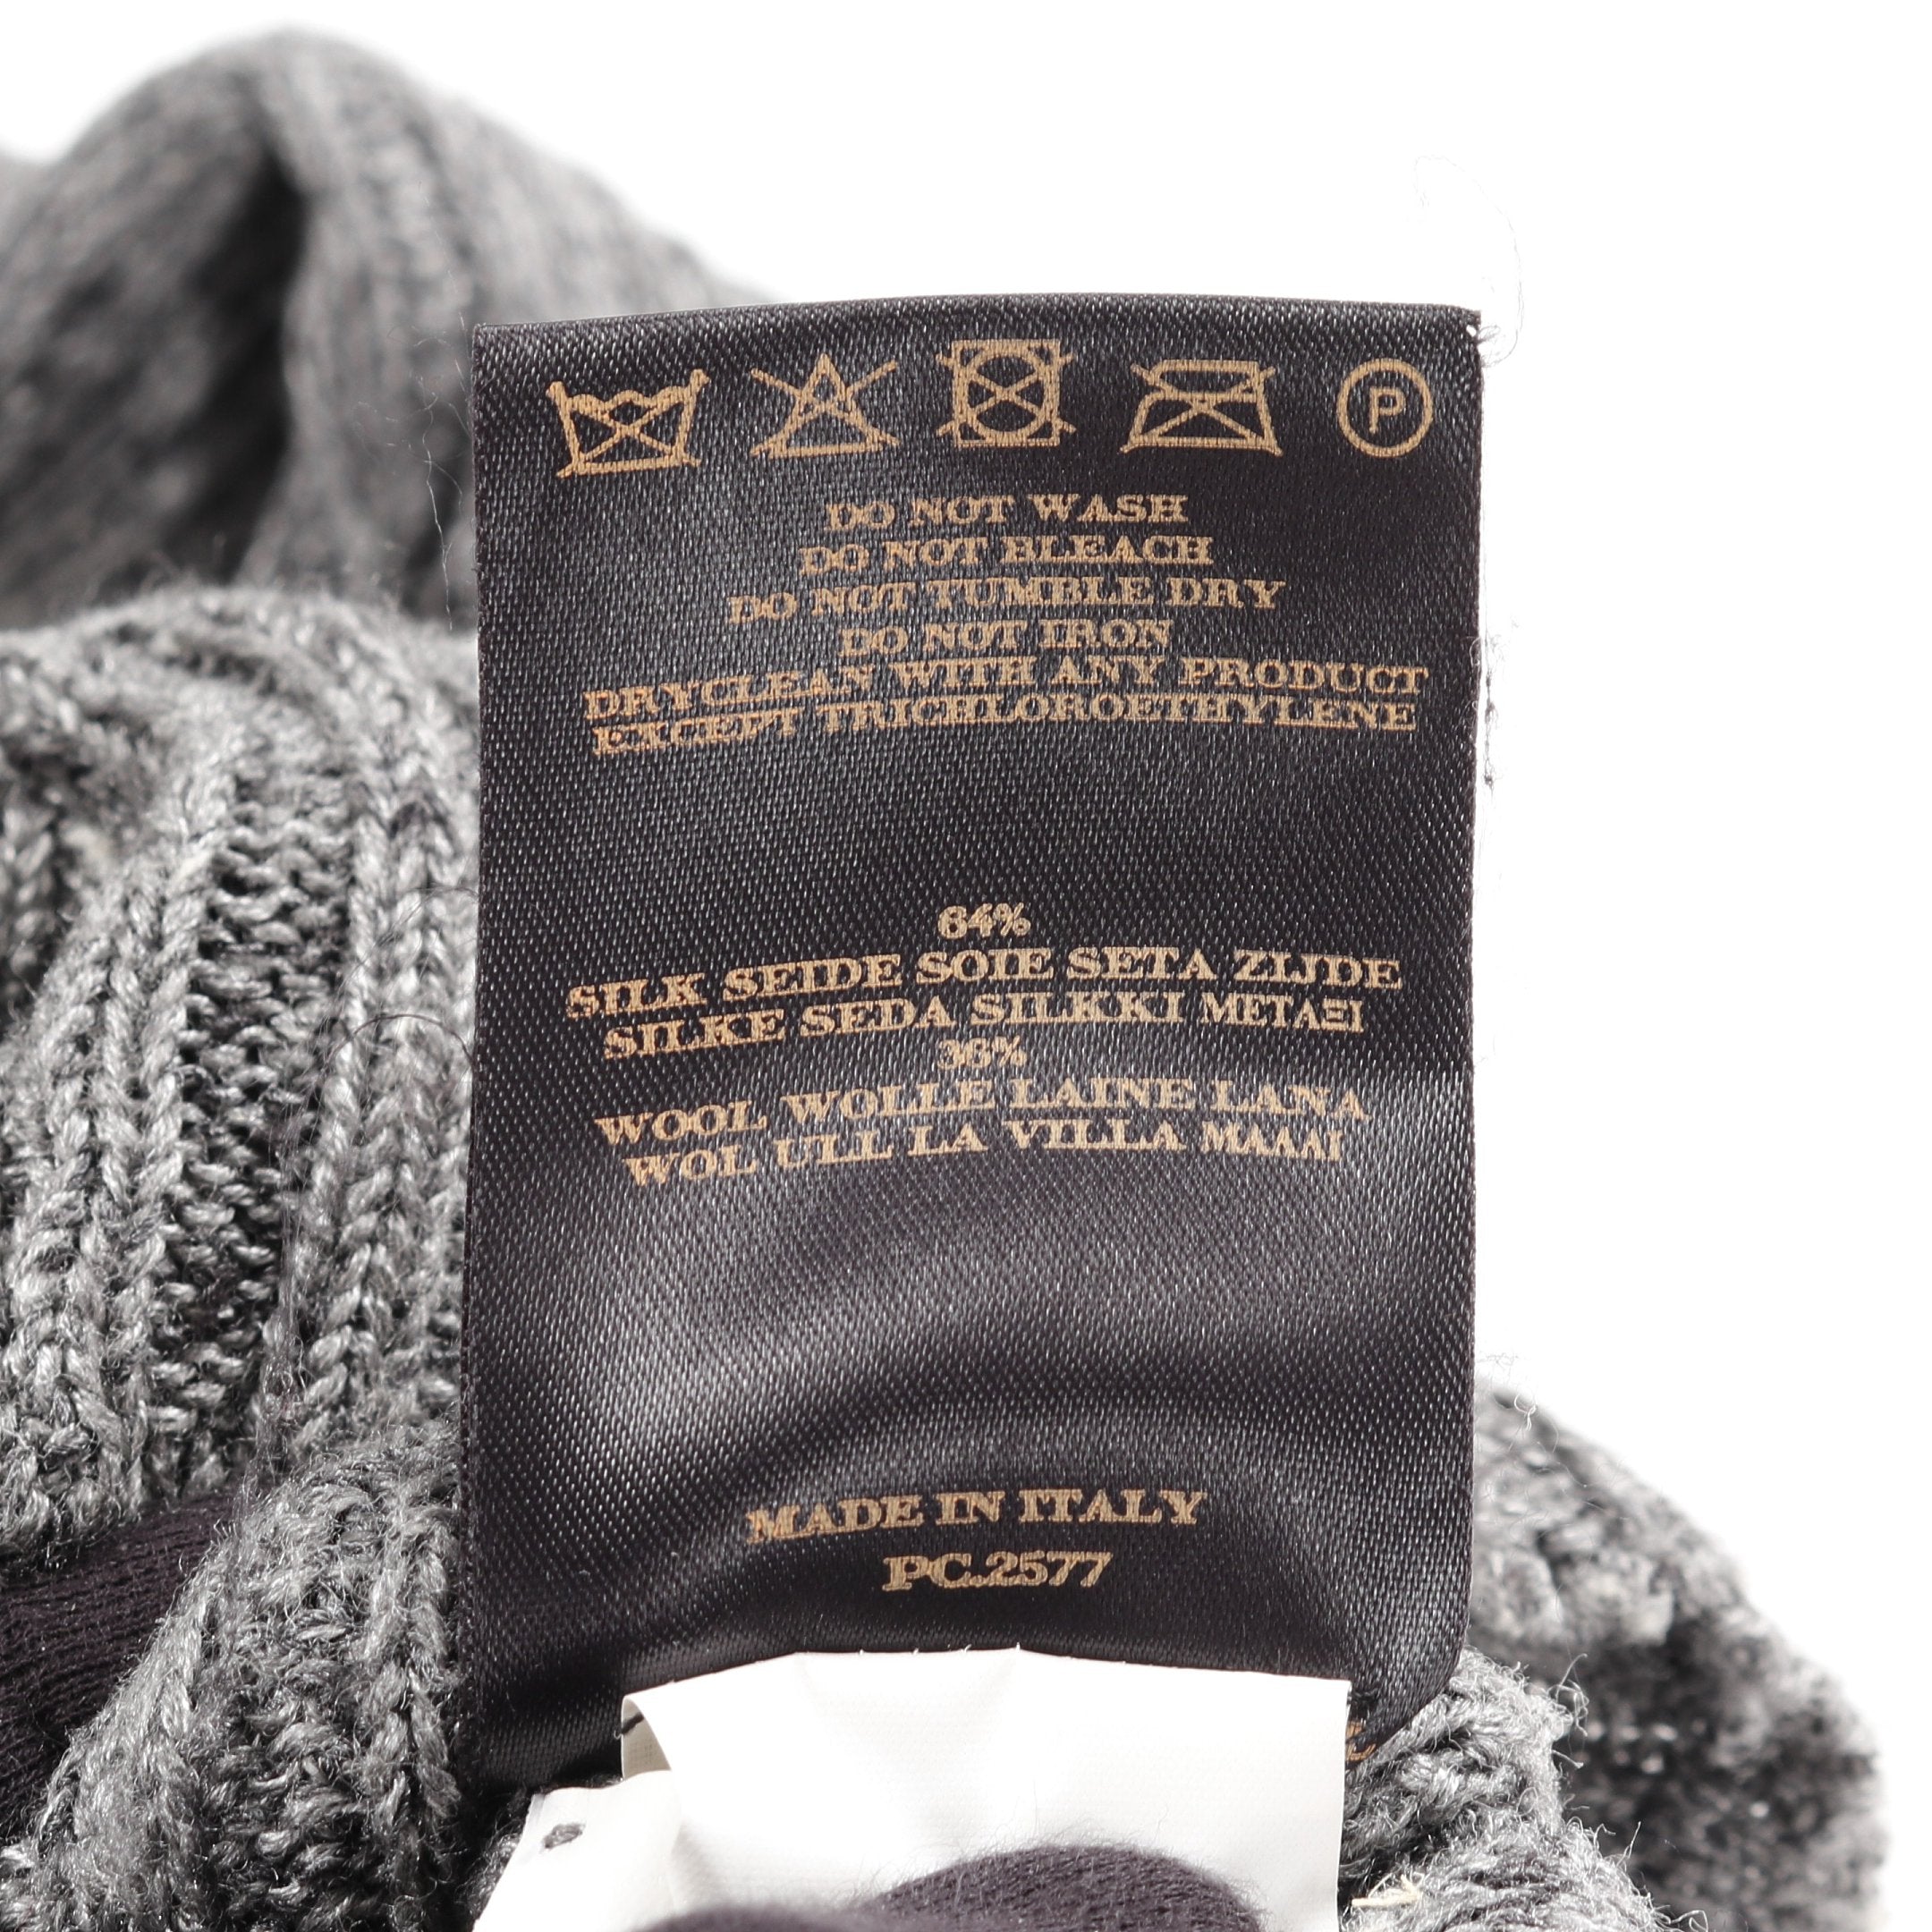 P
DO NOT WASH
DO NOT BLEACH
DO NOT TUMBLE DRY
DO NOT IRON
DRYCLEAN WITH ANY PRODUCT
EXCEPT TRICHLOROETHYLENE
64%
SILK SEIDE SOIE SETA ZIJDE
SILKE SEDA SILKKI ΜΕΤΑΞΙ
36%
WOOL WOLLE LAINE LANA
WOL ULL LA VILLA ΜΑΛΛΙ
MADE IN ITALY
PC.2577